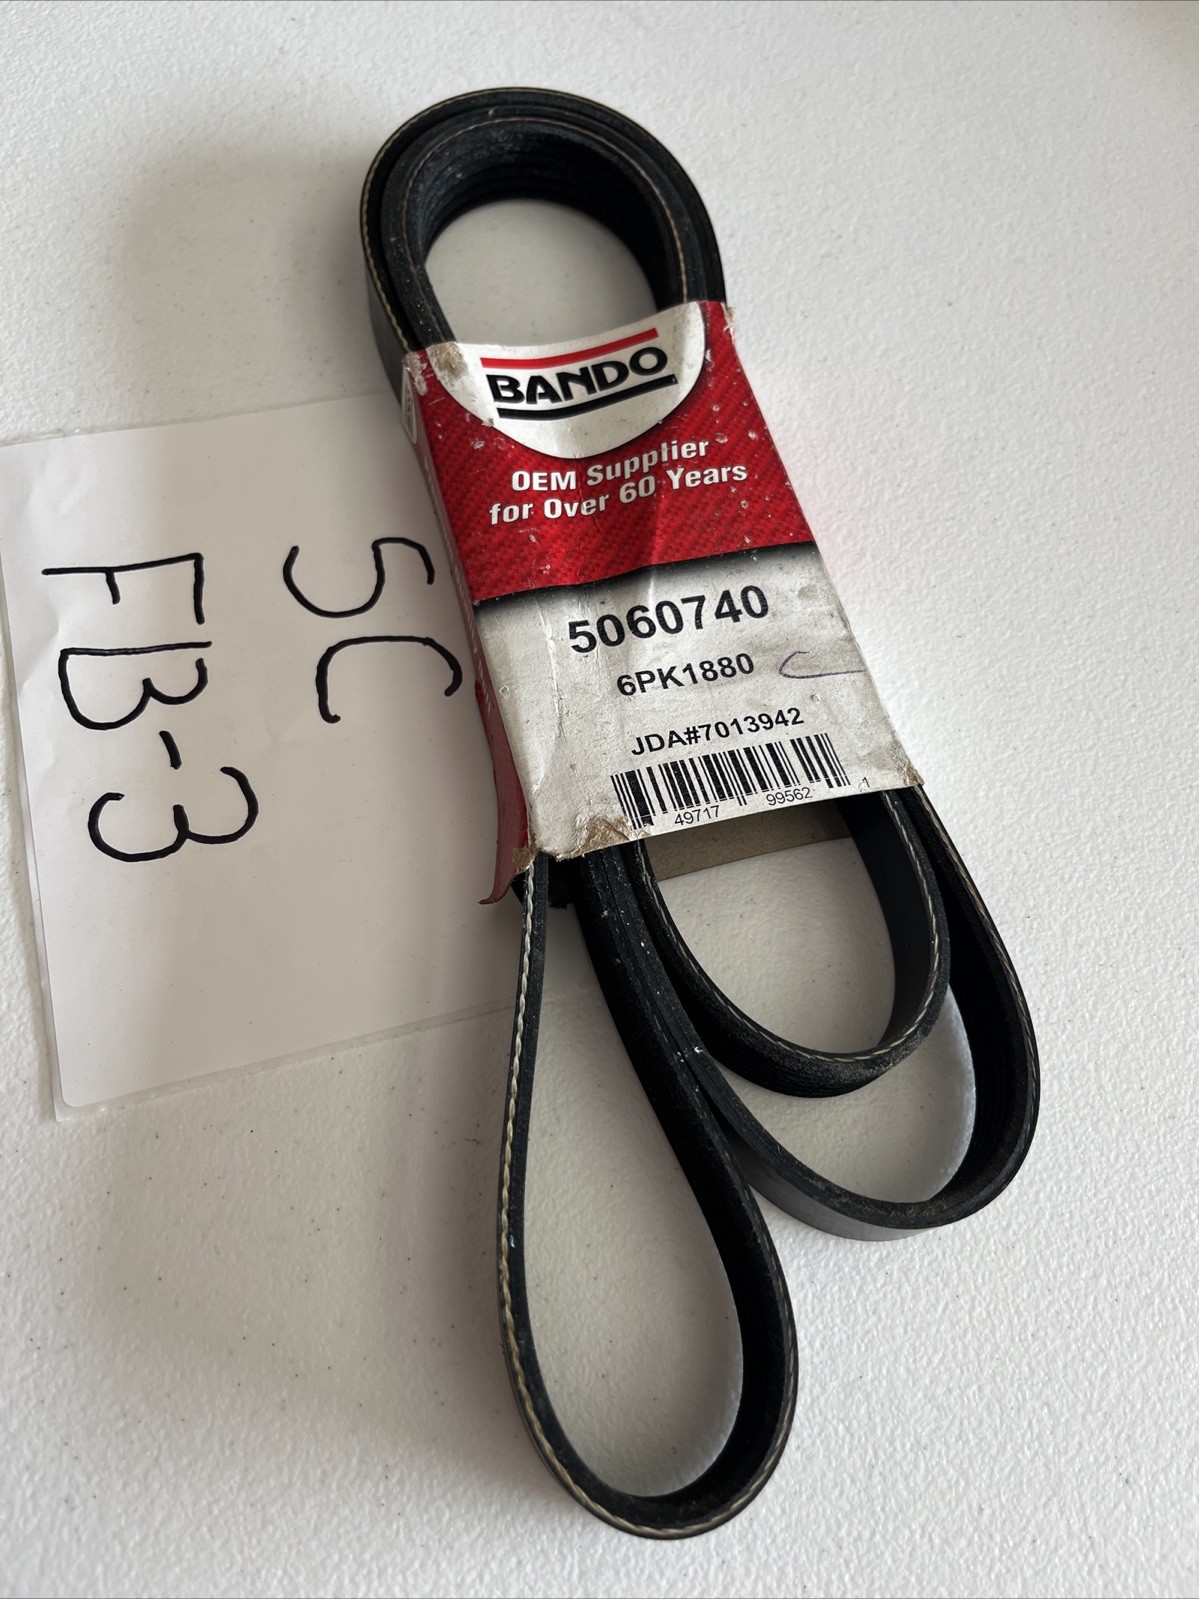 BANDO
OEM Supplier
for Over 60 Years
5060740
6PK1880
JDA#7013942
49717 99562 1
5C
FB-3